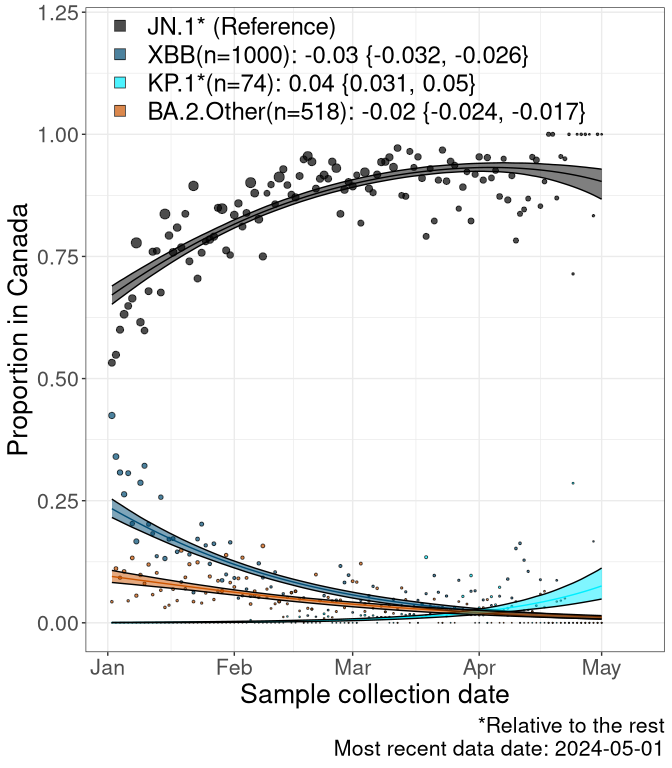 JN.1* (Reference)
XBB(n=1000): -0.03 {-0.032, -0.026}
KP.1*(n=74): 0.04 {0.031, 0.05}
BA.2.Other(n=518): -0.02 {-0.024, -0.017}
Proportion in Canada
1.25
1.00
0.75
0.50
0.25
0.00
Jan Feb Mar Apr May
Sample collection date
*Relative to the rest
Most recent data date: 2024-05-01